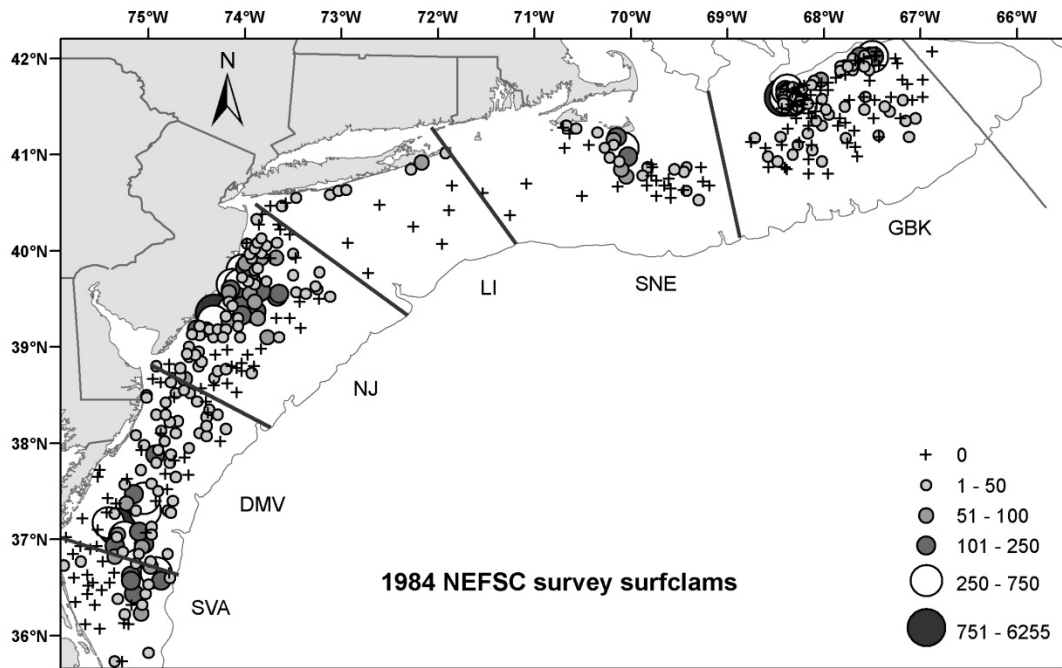 75°W 74°W 73°W 72°W 71°W 70°W 69°W 68°W 67°W 66°W
42°N
N
41°N
40°N
39°N
38°N
37°N
36°N
GBK
SNE
LI
NJ
DMV
SVA
0
1 - 50
51 - 100
101 - 250
250 - 750
751 - 6255
1984 NEFSC survey surfclams